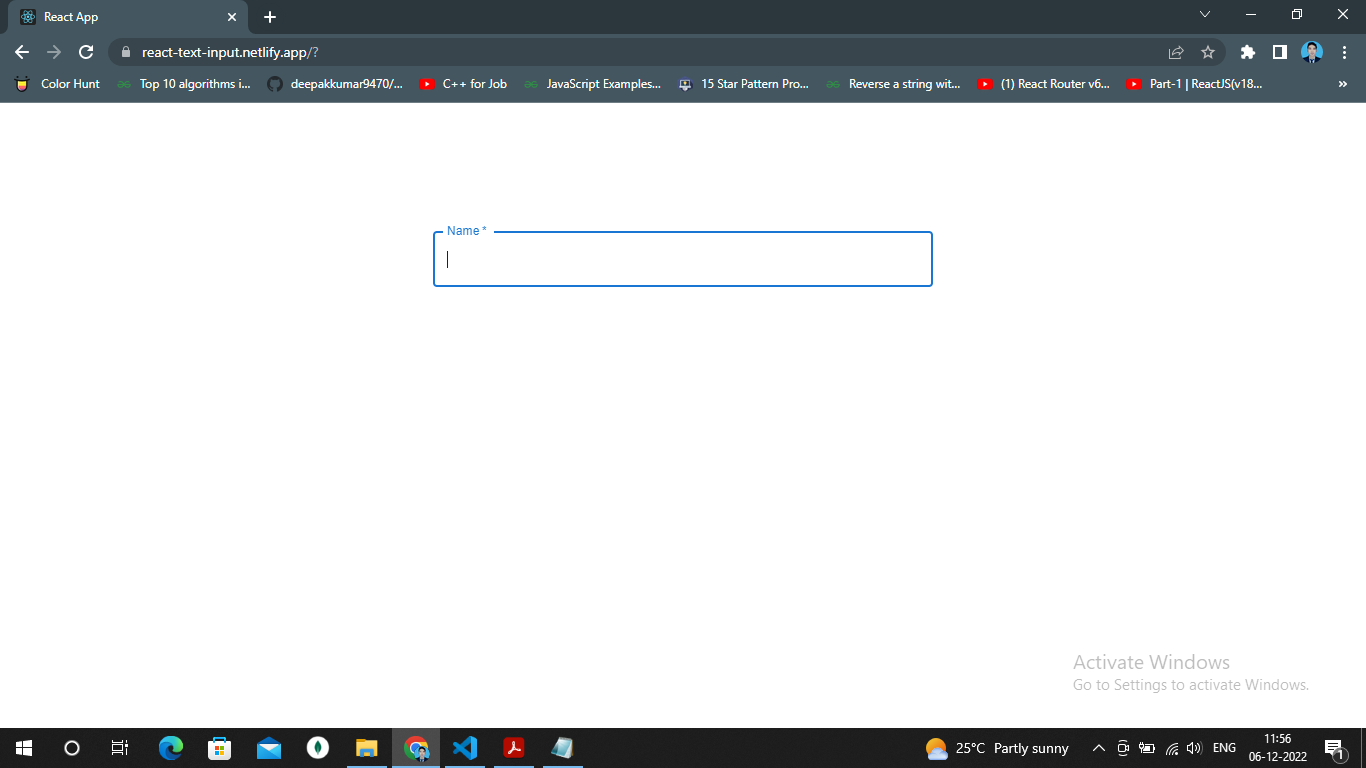 React App
react-text-input.netlify.app/?
Color Hunt
Top 10 algorithms i...
deepakkumar9470/...
C++ for Job
JavaScript Examples...
15 Star Pattern Pro...
Reverse a string wit...
(1) React Router v6...
Part-1 | ReactJS(v18...
»
Name *
Activate Windows
Go to Settings to activate Windows.
25°C Partly sunny
ENG
11:56
06-12-2022
1